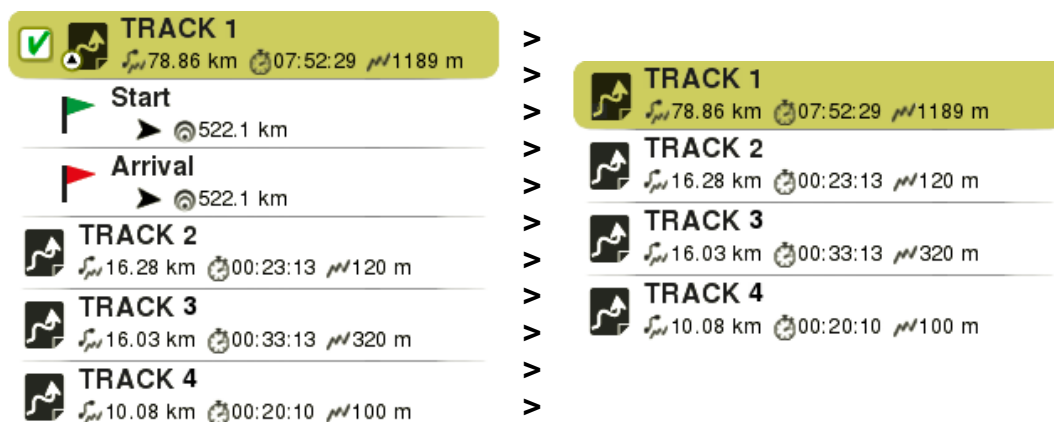 TRACK 1
78.86 km 07:52:29 1189 m
Start
522.1 km
Arrival
522.1 km
TRACK 2
16.28 km 00:23:13 120 m
TRACK 3
16.03 km 00:33:13 320 m
TRACK 4
10.08 km 00:20:10 100 m
>
>
>
>
>
>
>
>
>
>
>
TRACK 1
78.86 km 07:52:29 1189 m
TRACK 2
16.28 km 00:23:13 120 m
TRACK 3
16.03 km 00:33:13 320 m
TRACK 4
10.08 km 00:20:10 100 m